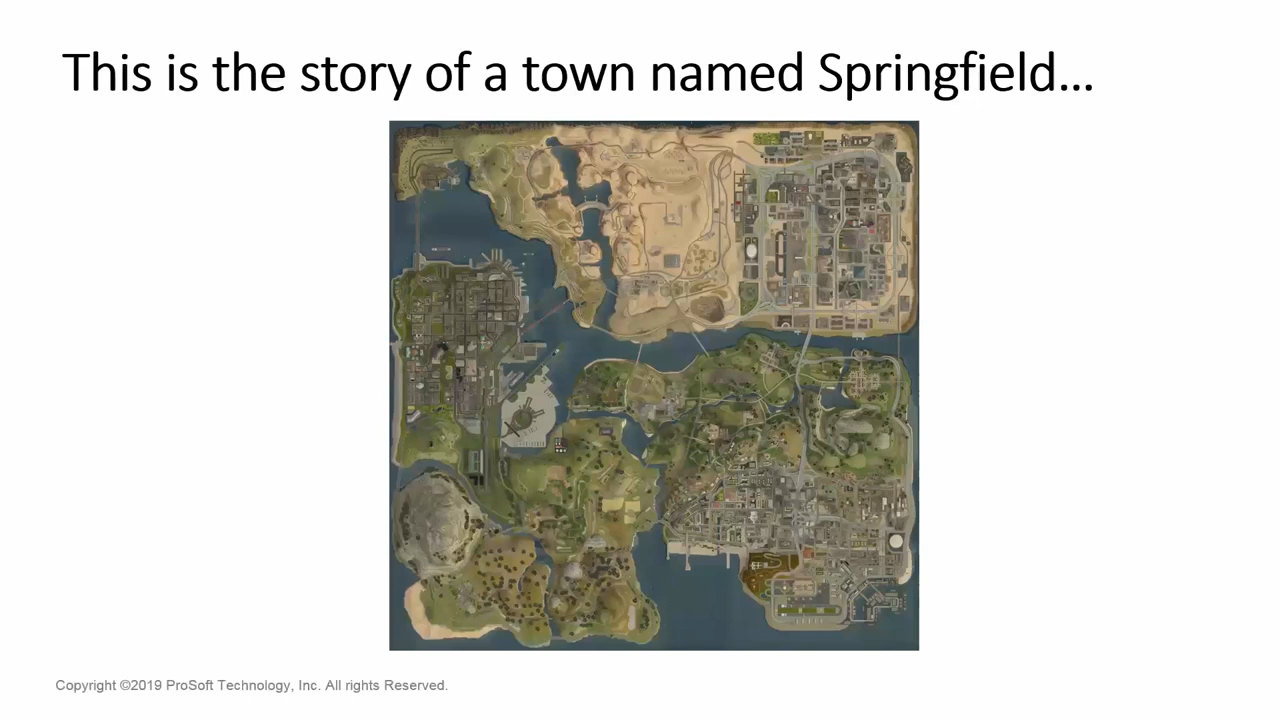 This is the story of a town named Springfield...
Copyright ©2019 ProSoft Technology, Inc. All rights Reserved.